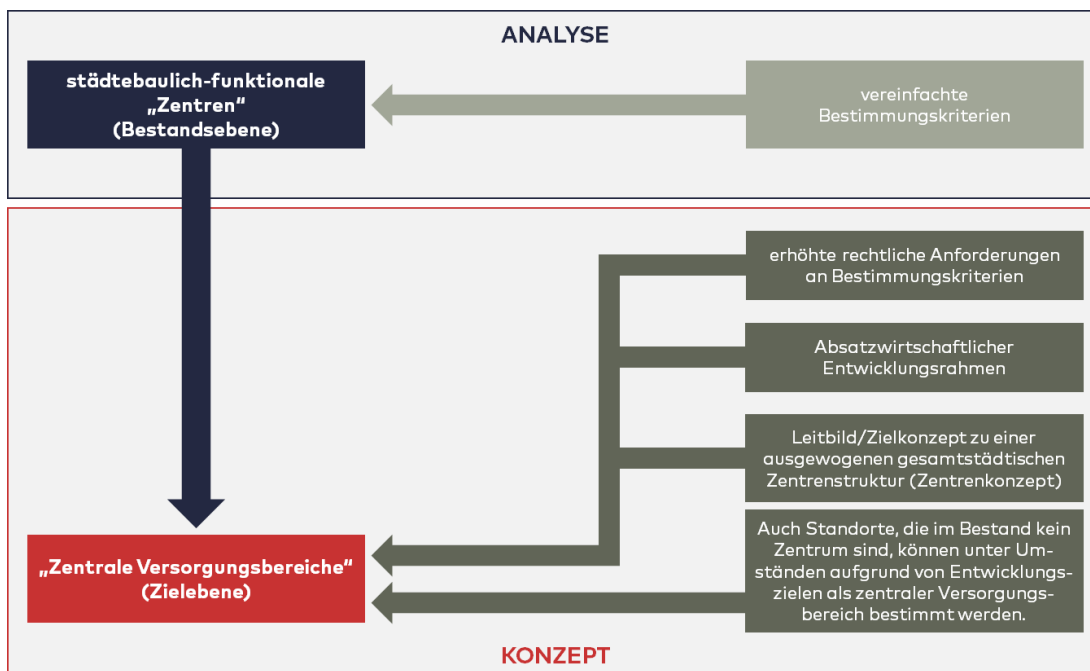 ANALYSE
städtebaulich-funktionale
„Zentren“
(Bestandsebene)
vereinfachte
Bestimmungskriterien
erhöhte rechtliche Anforderungen
an Bestimmungskriterien
Absatzwirtschaftlicher
Entwicklungsrahmen
Leitbild/Zielkonzept zu einer
ausgewogenen gesamtstädtischen
Zentrenstruktur (Zentrenkonzept)
Auch Standorte, die im Bestand kein
Zentrum sind, können unter Um-
ständen aufgrund von Entwicklungs-
zielen als zentraler Versorgungs-
bereich bestimmt werden.
„Zentrale Versorgungsbereiche“
(Zielebene)
KONZEPT